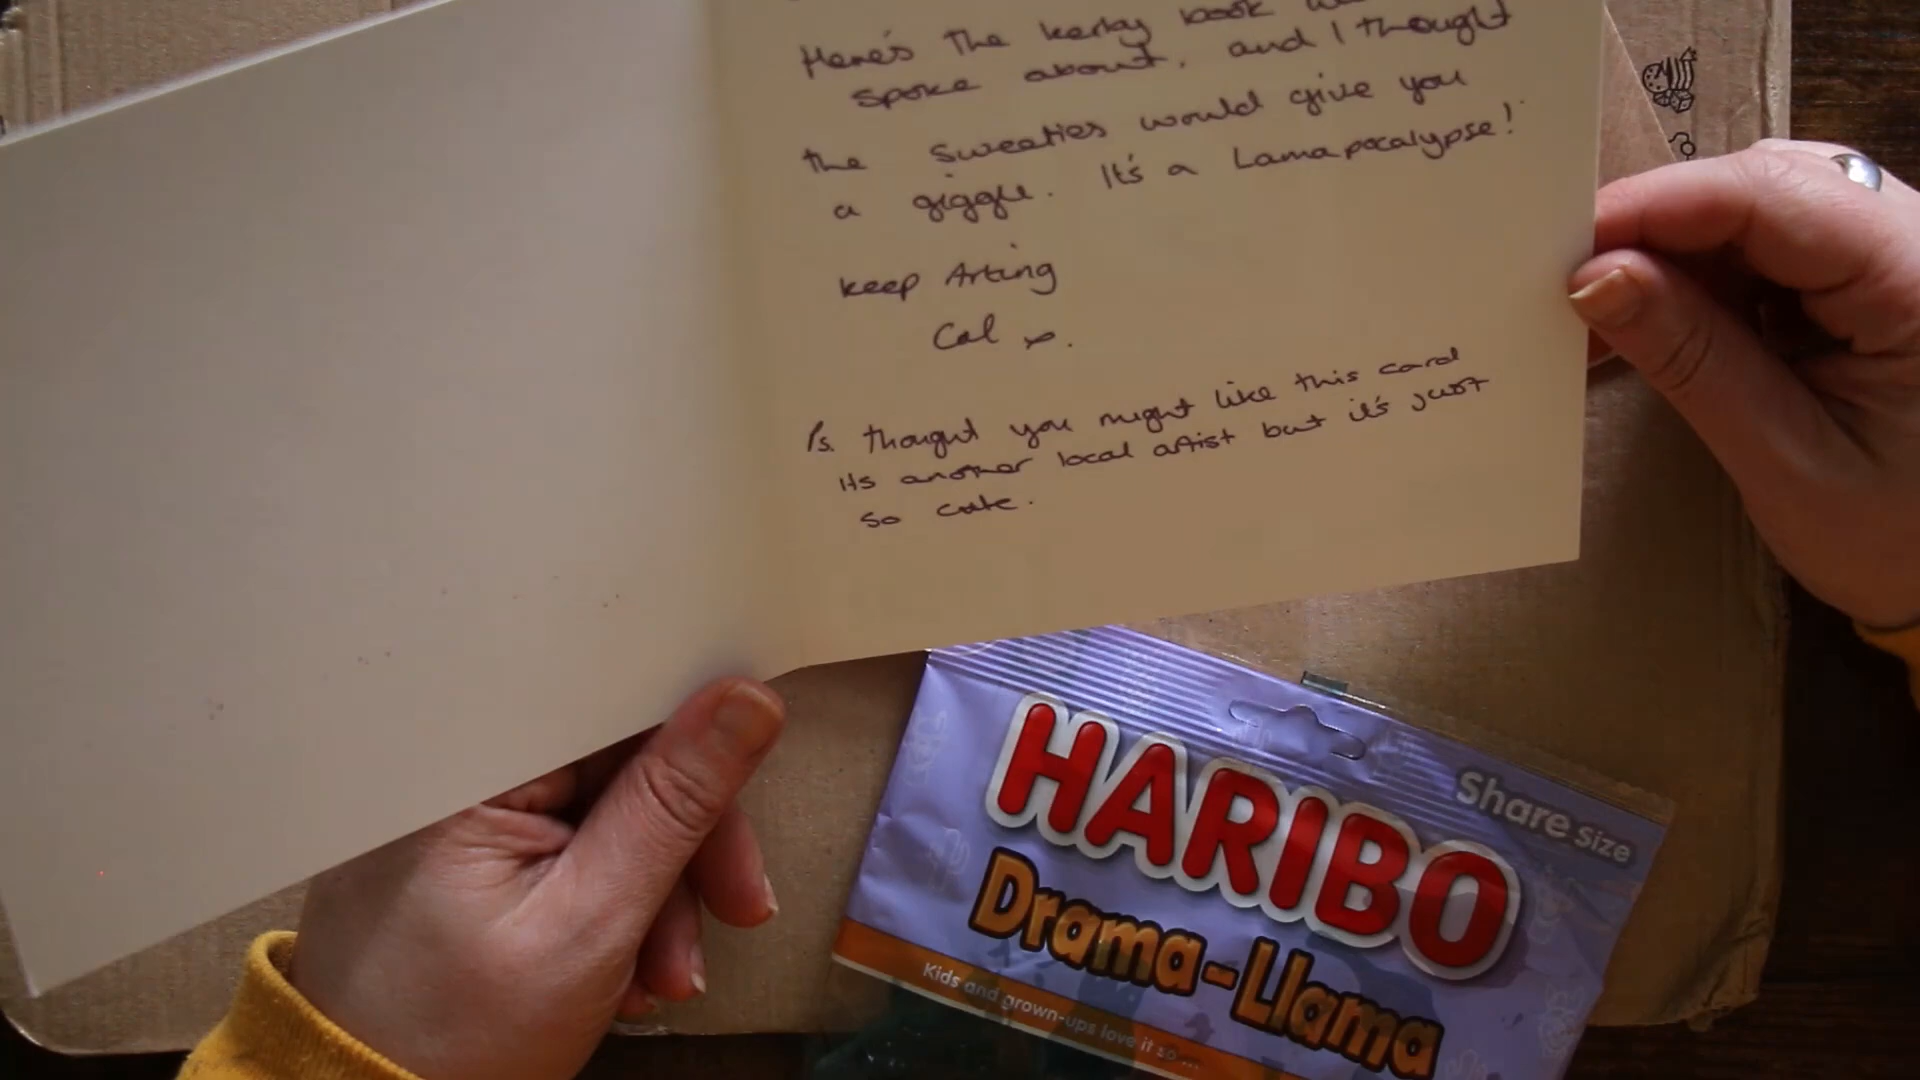 Here's the kerby book
spoke about, and I thought
the sweeties would give you
a giggle. It's a Lamapocalypse!
keep Arting
Cal x.
Ps. thought you might like this card
its another local artist but it's just
so cute.
HARIBO
Share Size
Drama-Llama
Kids and grown-ups love it so ...